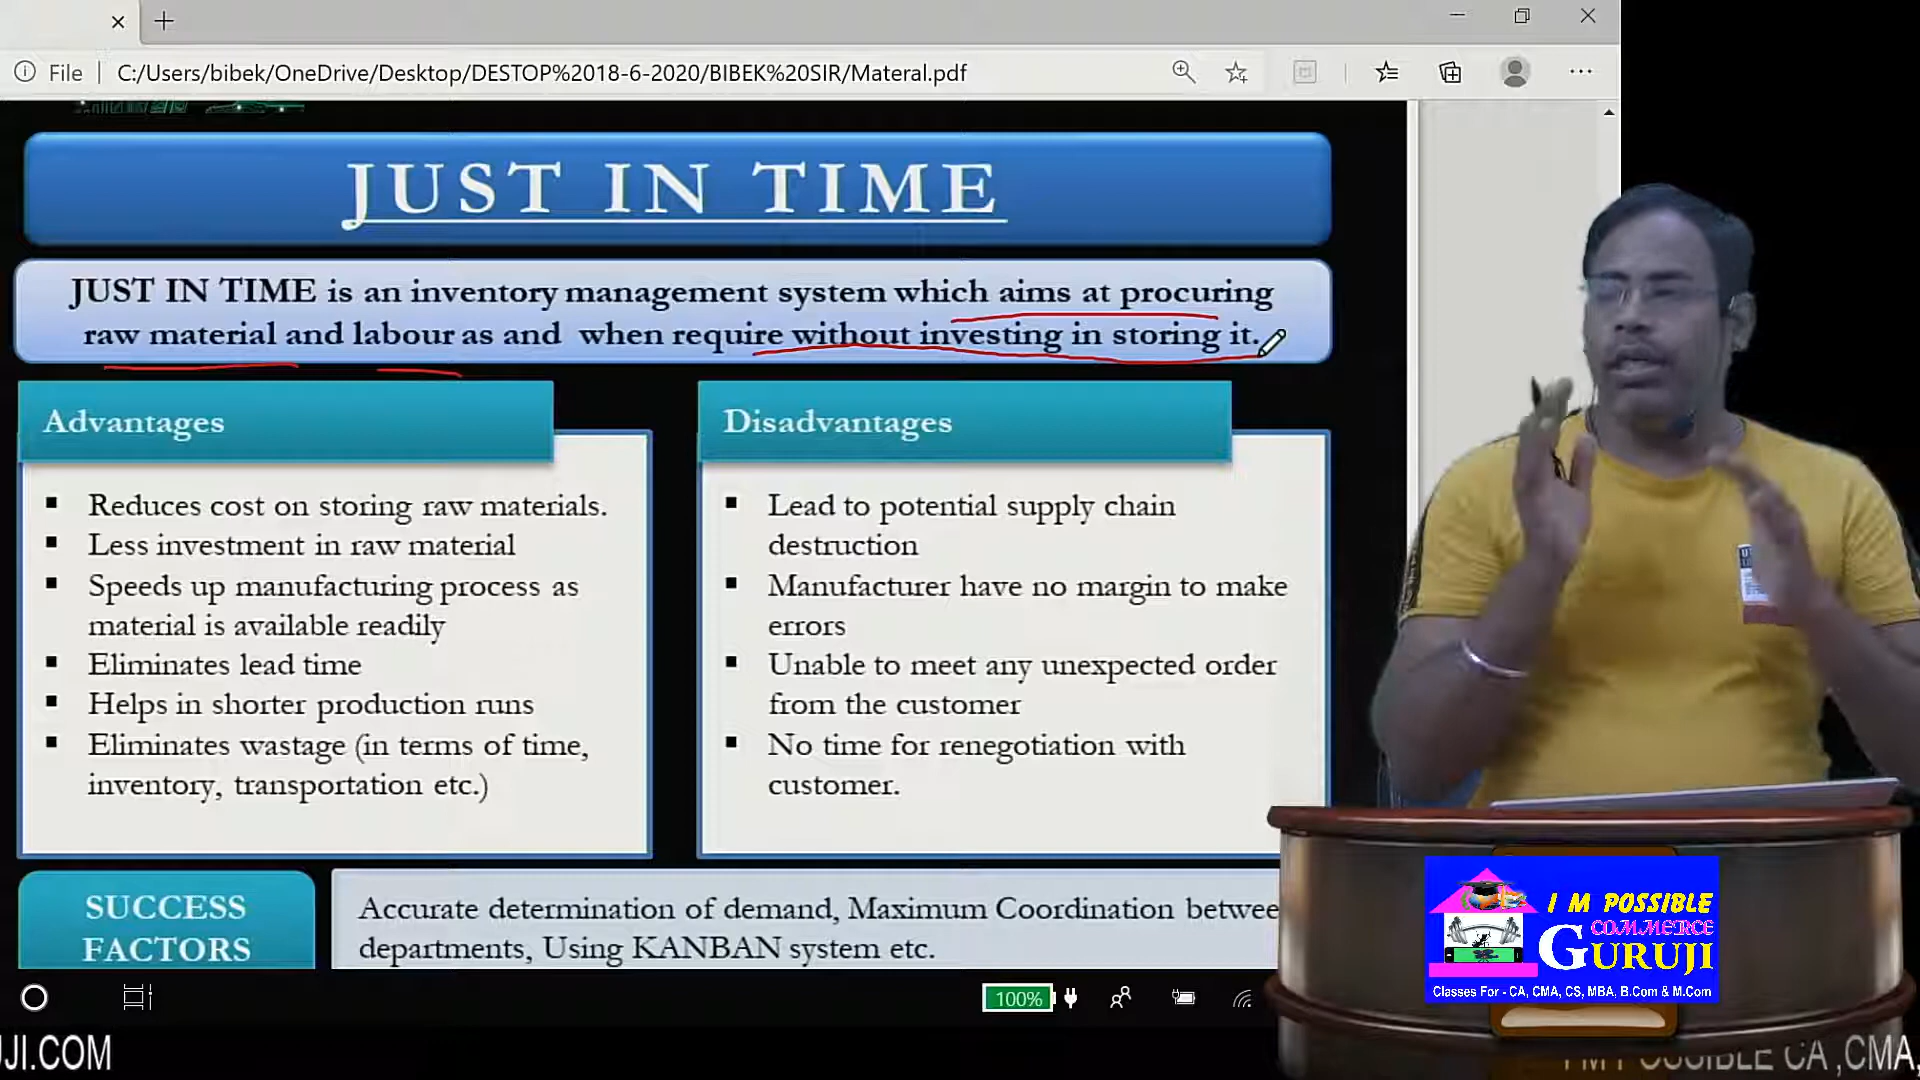 File
C:/Users/bibek/OneDrive/Desktop/DESTOP%2018-6-2020/BIBEK%20SIR/Materal.pdf
JUST IN TIME
JUST IN TIME is an inventory management system which aims at procuring
raw material and labour as and when require without investing in storing it.
Advantages
▪ Reduces cost on storing raw materials.
▪ Less investment in raw material
▪ Speeds up manufacturing process as
material is available readily
▪ Eliminates lead time
▪ Helps in shorter production runs
▪ Eliminates wastage (in terms of time,
inventory, transportation etc.)
Disadvantages
▪ Lead to potential supply chain
destruction
▪ Manufacturer have no margin to make
errors
▪ Unable to meet any unexpected order
from the customer
▪ No time for renegotiation with
customer.
SUCCESS
FACTORS
Accurate determination of demand, Maximum Coordination betwee
departments, Using KANBAN system etc.
I M POSSIBLE
COMMERCE
GURUJI
Classes For - CA, CMA, CS, MBA, B.Com & M.Com
100%
JI.COM
CA ,CMA,